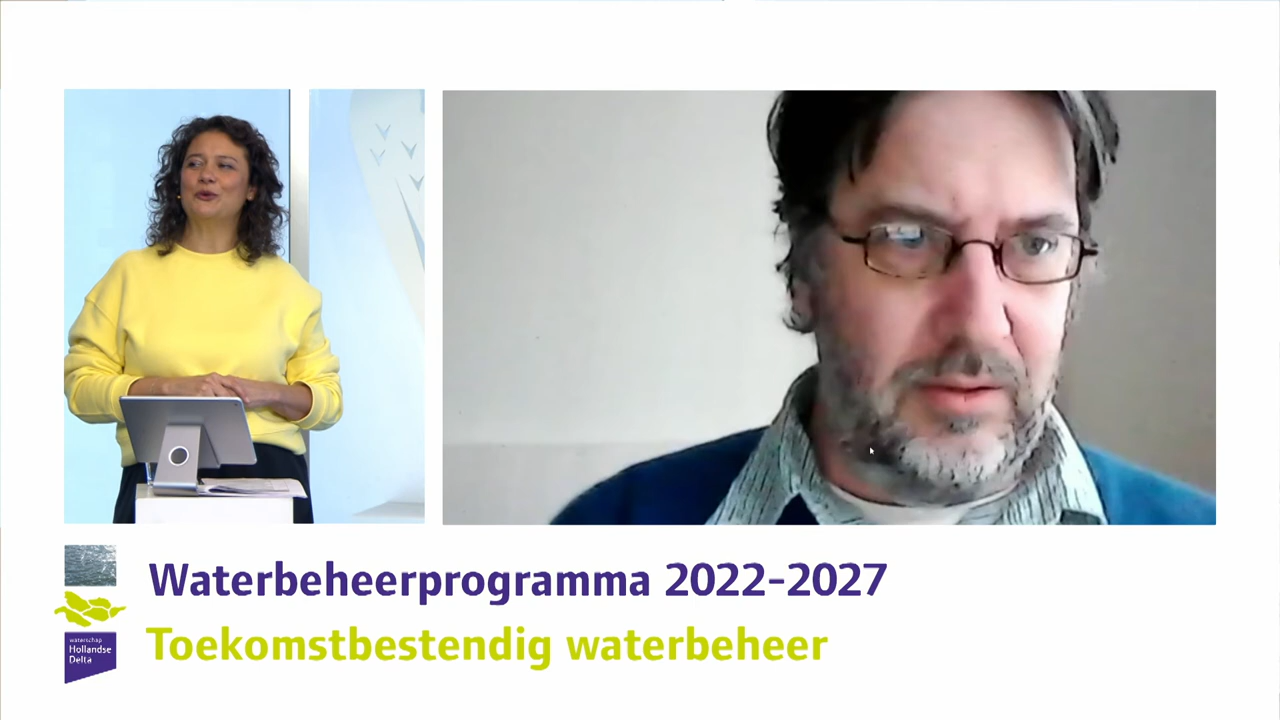 Waterbeheerprogramma 2022-2027
Toekomstbestendig waterbeheer
waterschap
Hollandse
Delta